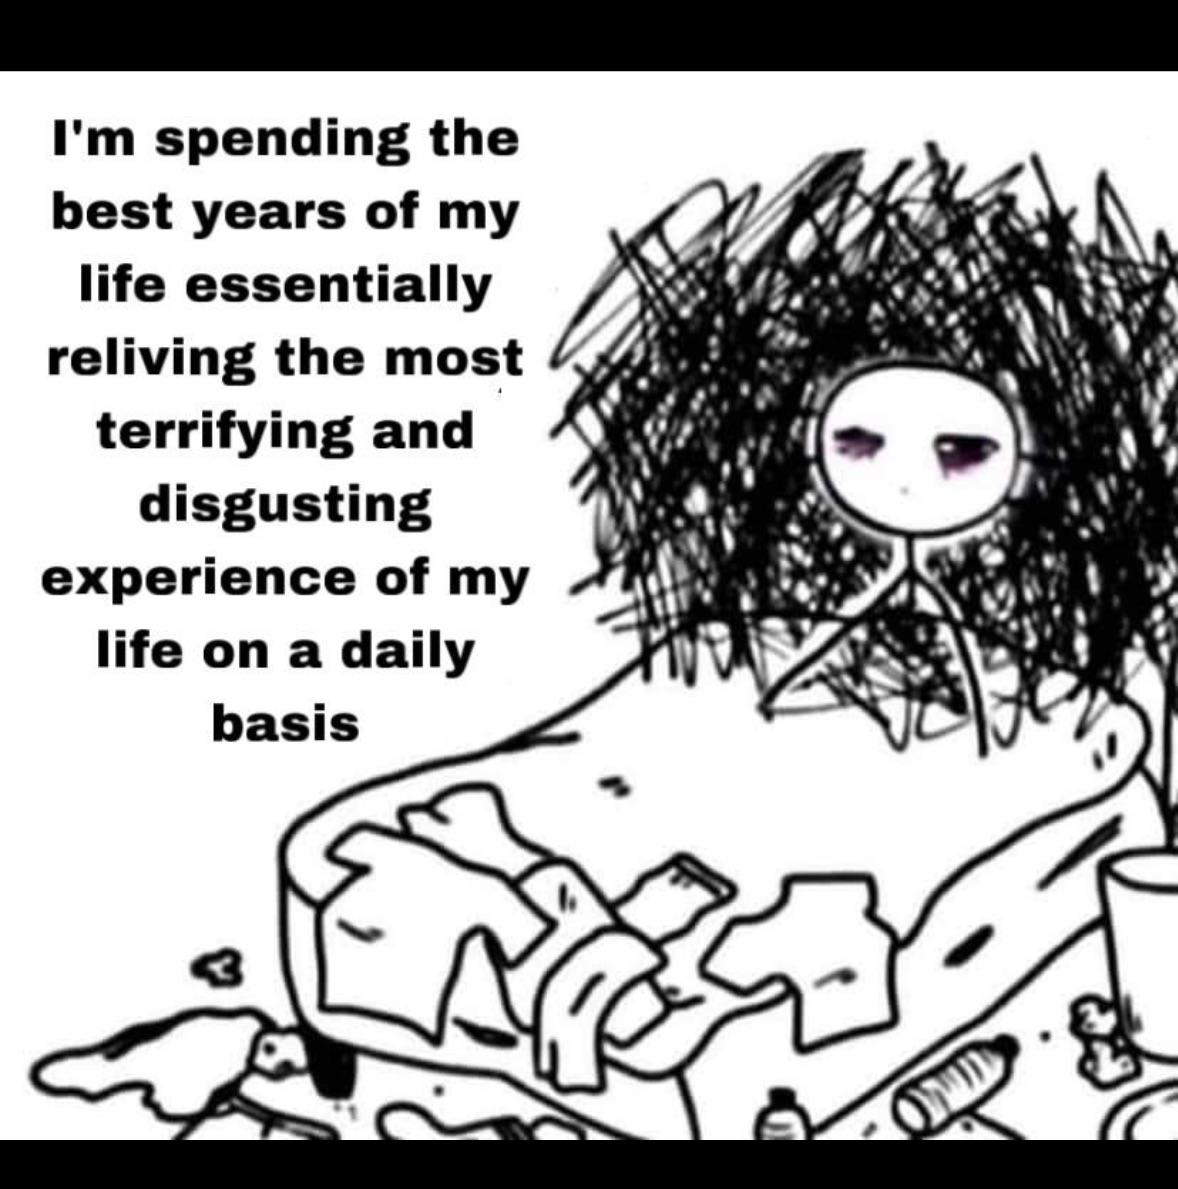 I'm spending the
best years of my
life essentially
reliving the most
terrifying and
disgusting
experience of my
life on a daily
basis